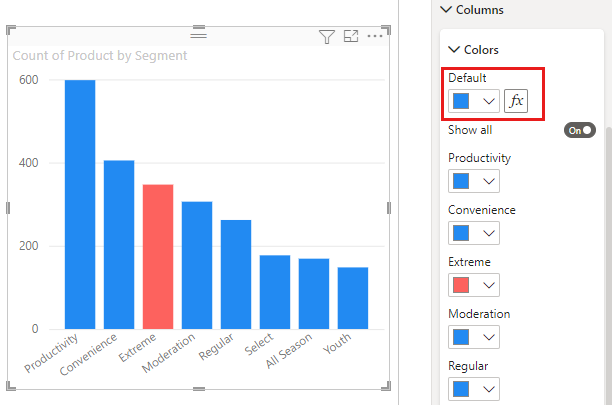 Count of Product by Segment
600
400
200
0
Productivity
Convenience
Extreme
Moderation
Regular
Select
All Season
Youth
Columns
Colors
Default
fx
Show all
On
Productivity
Convenience
Extreme
Moderation
Regular